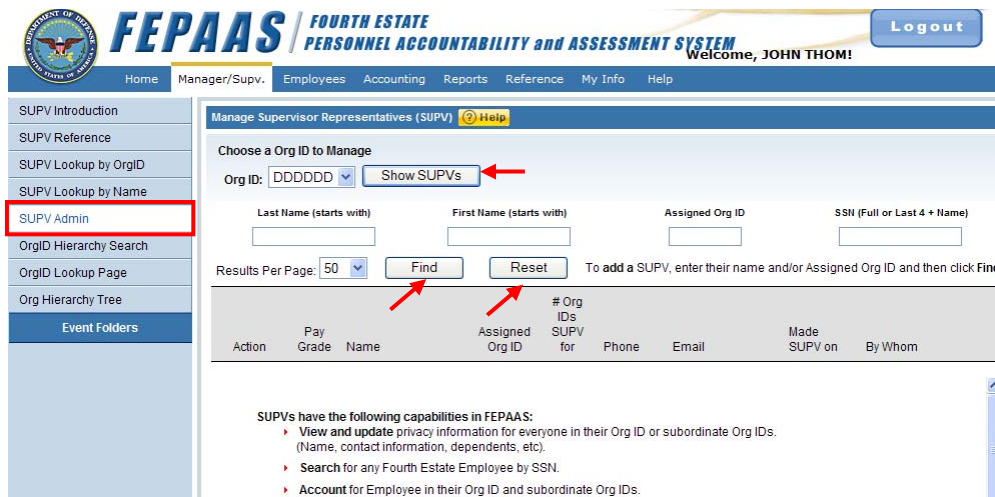 DEPARTMENT OF DEFENSE
UNITED STATES OF AMERICA
FEPAAS
FOURTH ESTATE
PERSONNEL ACCOUNTABILITY and ASSESSMENT SYSTEM
Logout
Welcome, JOHN THOM!
Home Manager/Supv. Employees Accounting Reports Reference My Info Help
SUPV Introduction
SUPV Reference
SUPV Lookup by OrgID
SUPV Lookup by Name
SUPV Admin
OrgID Hierarchy Search
OrgID Lookup Page
Org Hierarchy Tree
Event Folders
Manage Supervisor Representatives (SUPV) ? Help
Choose a Org ID to Manage
Org ID: DDDDDD Show SUPVs
Last Name (starts with) First Name (starts with) Assigned Org ID SSN (Full or Last 4 + Name)
Results Per Page: 50 Find Reset To add a SUPV, enter their name and/or Assigned Org ID and then click Find
# Org
IDs
Pay Assigned SUPV Made
Action Grade Name Org ID for Phone Email SUPV on By Whom
SUPVs have the following capabilities in FEPAAS:
View and update privacy information for everyone in their Org ID or subordinate Org IDs.
(Name, contact information, dependents, etc).
Search for any Fourth Estate Employee by SSN.
Account for Employee in their Org ID and subordinate Org IDs.